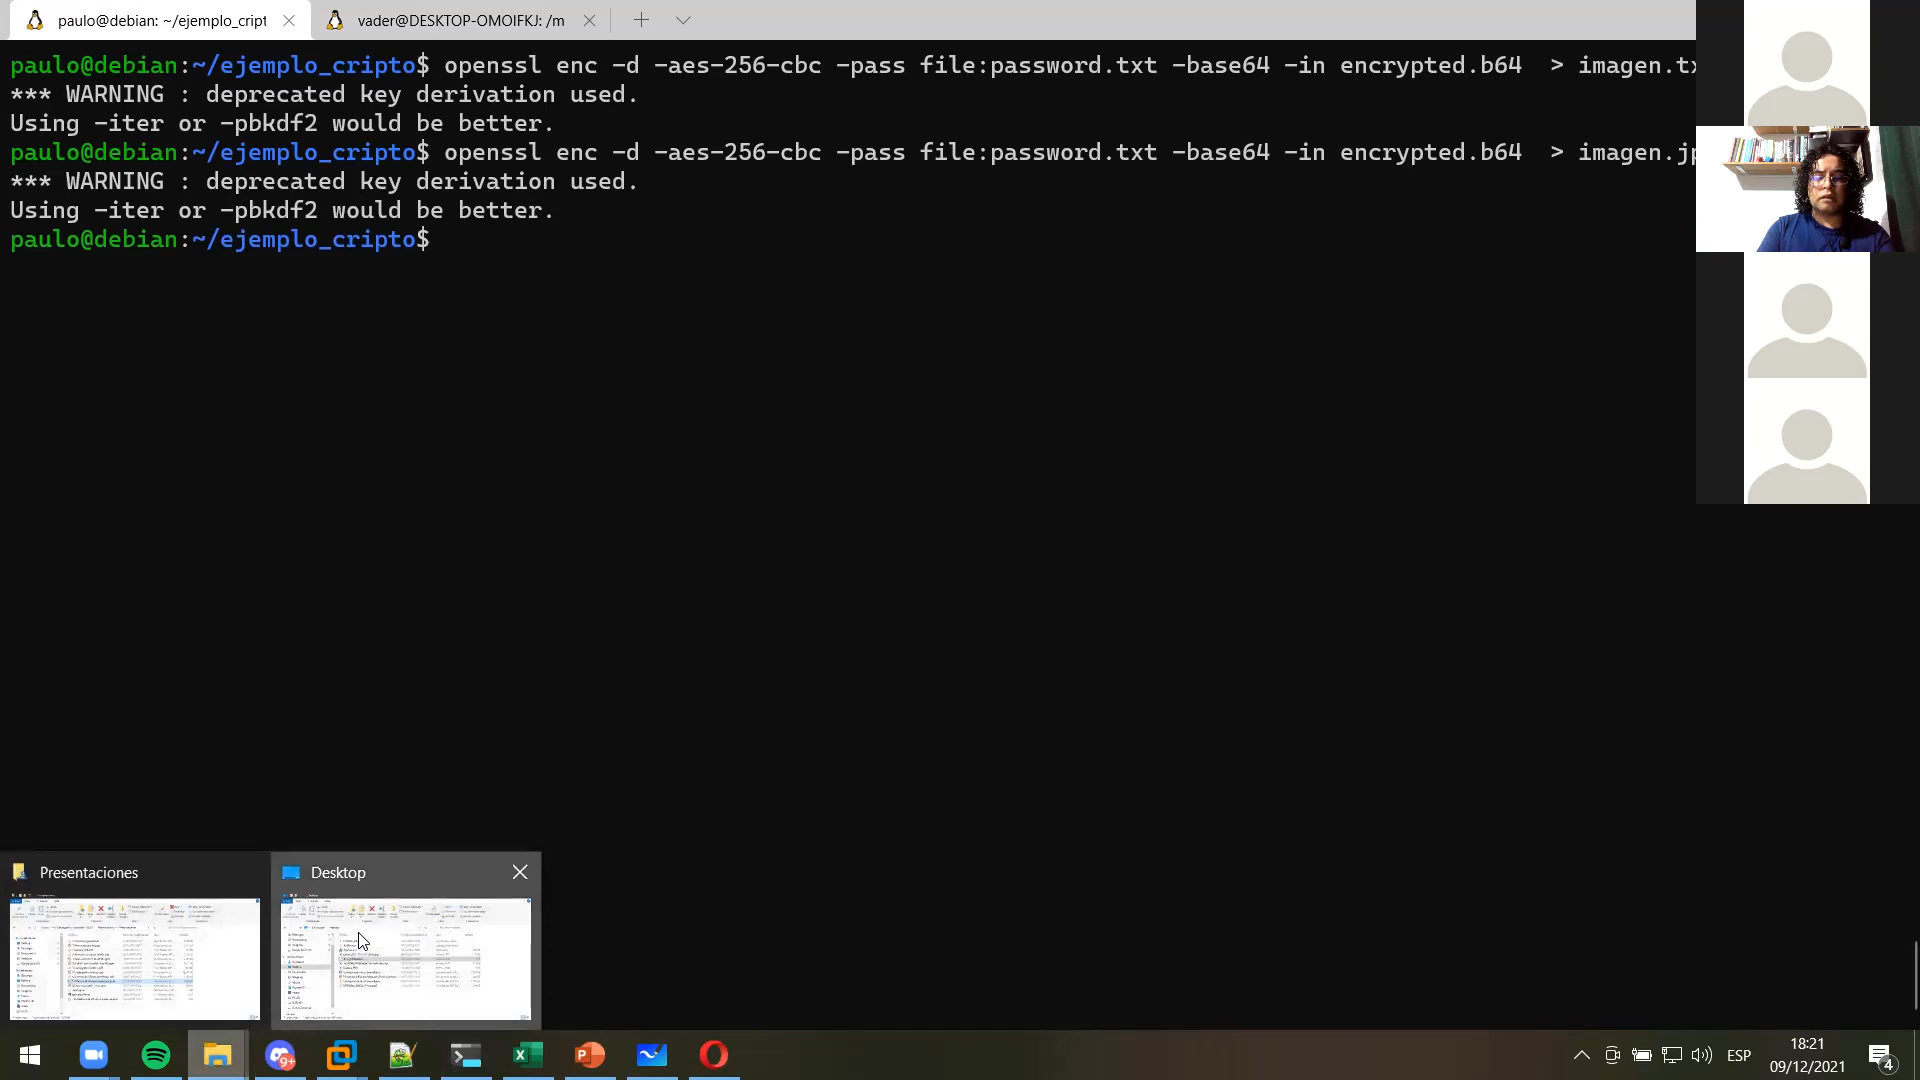 paulo@debian: ~/ejemplo_cript
vader@DESKTOP-OMOIFKJ: /m
paulo@debian:~/ejemplo_cripto$ openssl enc -d -aes-256-cbc -pass file:password.txt -base64 -in encrypted.b64  > imagen.tx
*** WARNING : deprecated key derivation used.
Using -iter or -pbkdf2 would be better.
paulo@debian:~/ejemplo_cripto$ openssl enc -d -aes-256-cbc -pass file:password.txt -base64 -in encrypted.b64  > imagen.jp
*** WARNING : deprecated key derivation used.
Using -iter or -pbkdf2 would be better.
paulo@debian:~/ejemplo_cripto$
Presentaciones
Desktop
9+
ESP
18:21
09/12/2021
4